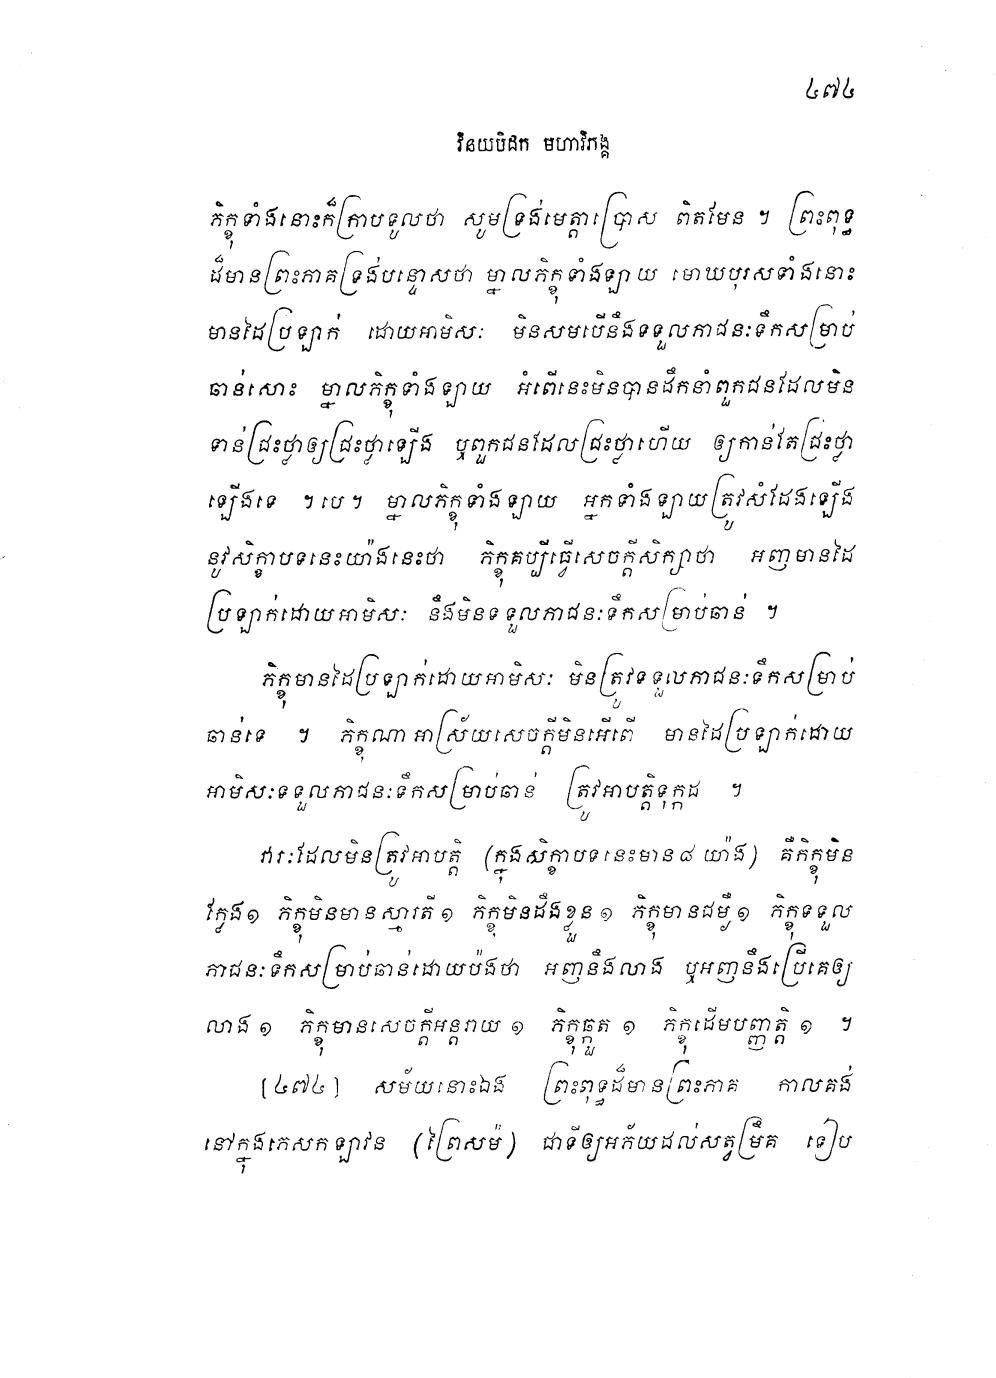 ៤៧៤
វិនយបិដក មហាវិភង្គ
ភិក្ខុទាំងនោះក៏ក្រាបទូលថា សូមទ្រង់មេត្តាប្រោស ពិតមែន ។ ព្រះពុទ្ធ
ដ៏មានព្រះភាគទ្រង់បន្ទោសថា ម្នាលភិក្ខុទាំងឡាយ មោឃបុរសទាំងនោះ
មានដៃប្រឡាក់ ដោយអាមិសៈ មិនសមបើនឹងទទួលភាជនៈទឹកសម្រាប់
ឆាន់សោះ ម្នាលភិក្ខុទាំងឡាយ អំពើនេះមិនបានដឹកនាំពួកជនដែលមិន
ទាន់ជ្រះថ្លាឲ្យជ្រះថ្លាឡើង ឬពួកជនដែលជ្រះថ្លាហើយ ឲ្យកាន់តែជ្រះថ្លា
ឡើងទេ ។ បេ ។ ម្នាលភិក្ខុទាំងឡាយ អ្នកទាំងឡាយត្រូវសំដែងឡើង
នូវសិក្ខាបទនេះយ៉ាងនេះថា ភិក្ខុគប្បីធ្វើសេចក្តីសិក្សាថា អញមានដៃ
ប្រឡាក់ដោយអាមិសៈ នឹងមិនទទួលភាជនៈទឹកសម្រាប់ឆាន់ ។
ភិក្ខុមានដៃប្រឡាក់ដោយអាមិសៈ មិនត្រូវទទួលភាជនៈទឹកសម្រាប់
ឆាន់ទេ ។ ភិក្ខុណាអាស្រ័យសេចក្តីមិនអើពើ មានដៃប្រឡាក់ដោយ
អាមិសៈទទួលភាជនៈទឹកសម្រាប់ឆាន់ ត្រូវអាបត្តិទុក្កដ ។
វារៈដែលមិនត្រូវអាបត្តិ (ក្នុងសិក្ខាបទនេះមាន ៨ យ៉ាង) គឺភិក្ខុមិន
ក្លែង ១ ភិក្ខុមិនមានស្មារតី ១ ភិក្ខុមិនដឹងខ្លួន ១ ភិក្ខុមានជម្ងឺ ១ ភិក្ខុទទួល
ភាជនៈទឹកសម្រាប់ឆាន់ដោយប៉ងថា អញនឹងលាង ឬអញនឹងប្រើគេឲ្យ
លាង ១ ភិក្ខុមានសេចក្តីអន្តរាយ ១ ភិក្ខុឆ្កួត ១ ភិក្ខុដើមបញ្ញត្តិ ១ ។
[៤៧៤] សម័យនោះឯង ព្រះពុទ្ធដ៏មានព្រះភាគ កាលគង់
នៅក្នុងភេសកឡាវន (ព្រៃសម៉) ជាទីឲ្យអភ័យដល់សត្វម្រឹគ ទៀប